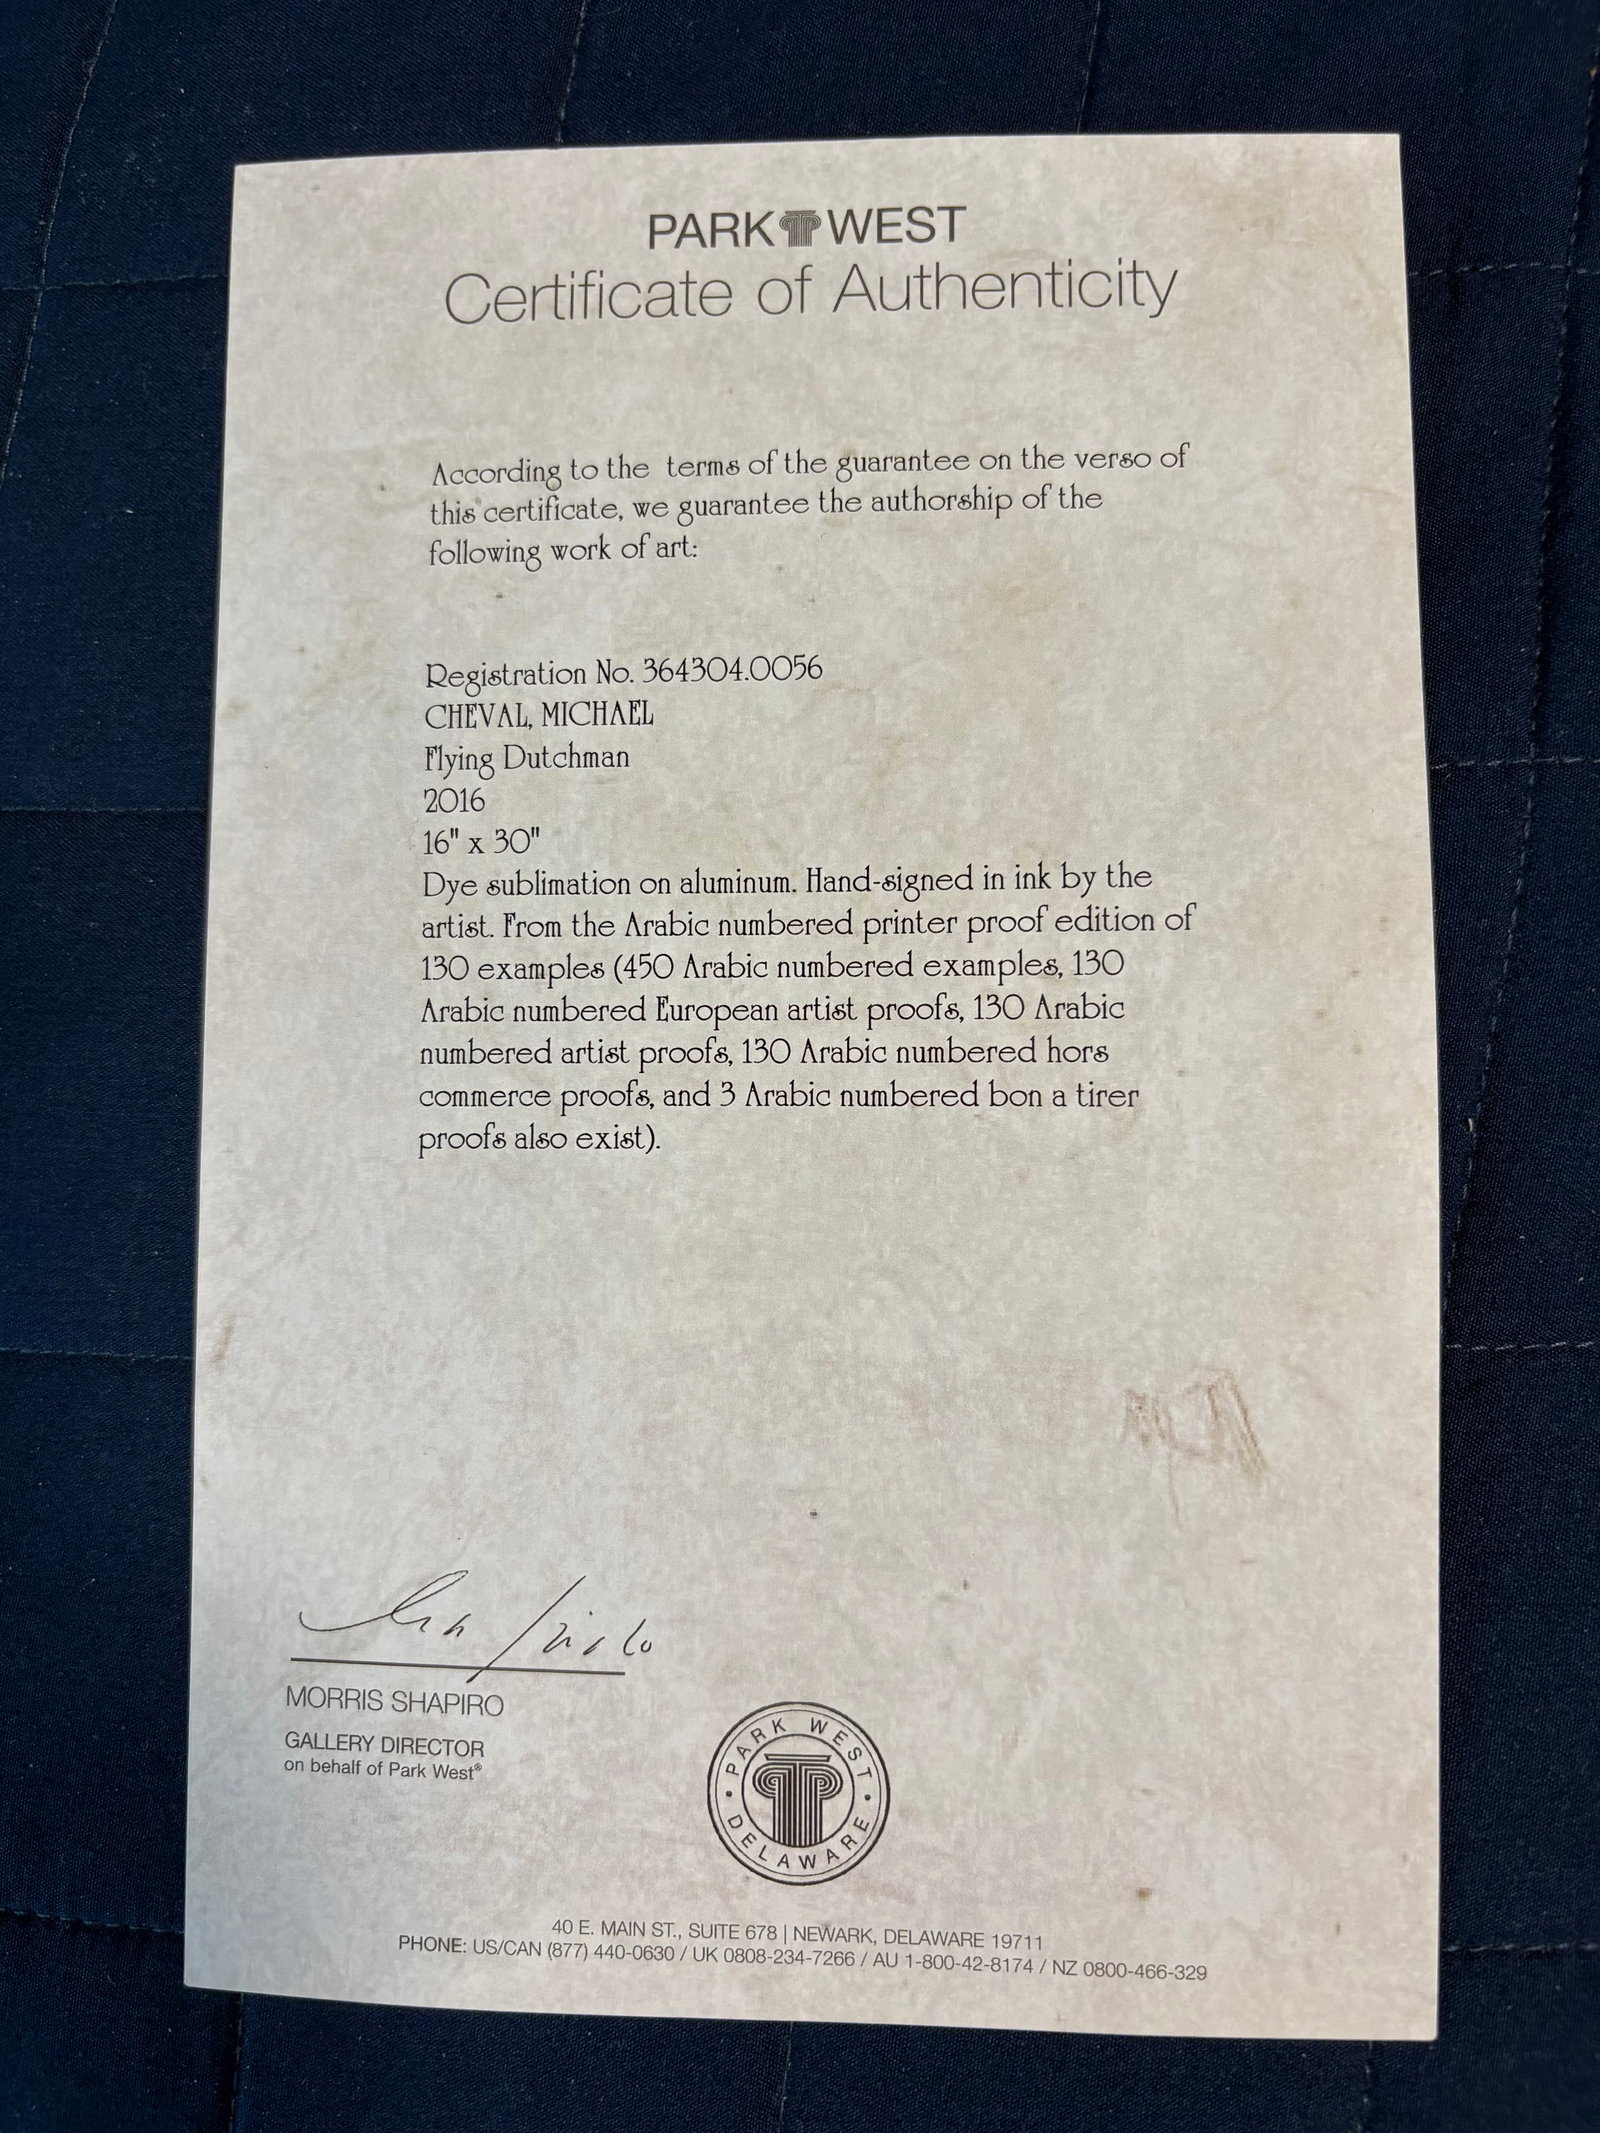 PARK WEST
Certificate of Authenticity
According to the terms of the guarantee on the verso of
this certificate, we guarantee the authorship of the
following work of art:
Registration No. 364304.0056
CHEVAL, MICHAEL
Flying Dutchman
2016
16" x 30"
Dye sublimation on aluminum. Hand-signed in ink by the
artist. From the Arabic numbered printer proof edition of
130 examples (450 Arabic numbered examples, 130
Arabic numbered European artist proofs, 130 Arabic
numbered artist proofs, 130 Arabic numbered hors
commerce proofs, and 3 Arabic numbered bon a tirer
proofs also exist).
MORRIS SHAPIRO
GALLERY DIRECTOR
on behalf of Park West®
PARK WEST
• DELAWARE •
40 E. MAIN ST., SUITE 678 | NEWARK, DELAWARE 19711
PHONE: US/CAN (877) 440-0630 / UK 0808-234-7266 / AU 1-800-42-8174 / NZ 0800-466-329